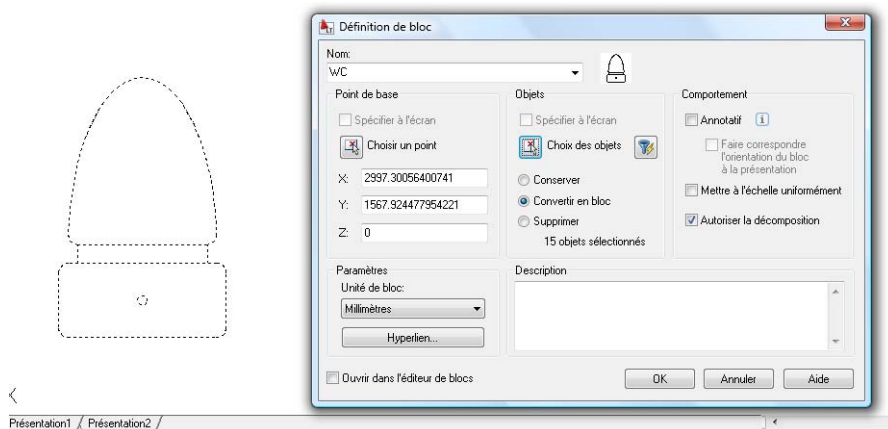 Définition de bloc
Nom:
WC
Point de base
Spécifier à l'écran
Choisir un point
X: 2997.30056400741
Y: 1567.924477954221
Z: 0
Objets
Spécifier à l'écran
Choix des objets
Conserver
Convertir en bloc
Supprimer
15 objets sélectionnés
Comportement
Annotatif
Faire correspondre
l'orientation du bloc
à la présentation
Mettre à l'échelle uniformément
Autoriser la décomposition
Paramètres
Unité de bloc:
Millimètres
Hyperlien...
Description
Ouvrir dans l'éditeur de blocs
OK Annuler Aide
Présentation1 / Présentation2 /